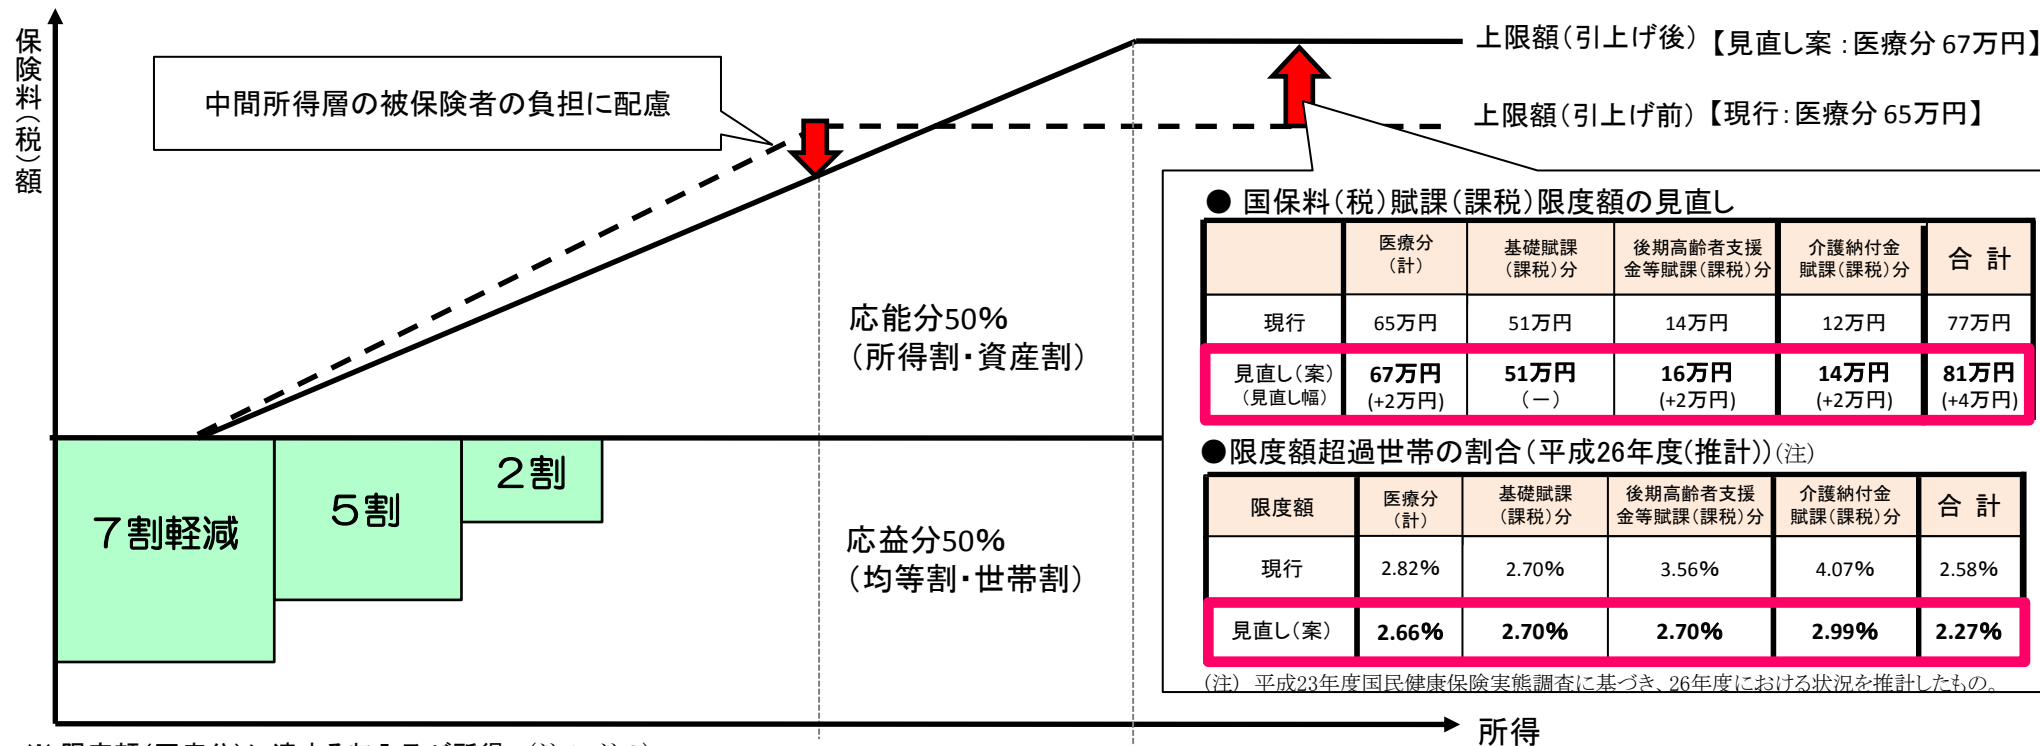 保険料（税）額
上限額（引上げ後）【見直し案：医療分 67万円】
中間所得層の被保険者の負担に配慮
上限額（引上げ前）【現行：医療分 65万円】
● 国保料（税）賦課（課税）限度額の見直し
医療分（計） 基礎賦課（課税）分 後期高齢者支援金等賦課（課税）分 介護納付金賦課（課税）分 合 計
現行 65万円 51万円 14万円 12万円 77万円
見直し（案） 67万円 51万円 16万円 14万円 81万円
（見直し幅） (+2万円) （－） (+2万円) (+2万円) (+4万円)
応能分50％
（所得割・資産割）
●限度額超過世帯の割合（平成26年度(推計)）(注)
限度額 医療分（計） 基礎賦課（課税）分 後期高齢者支援金等賦課（課税）分 介護納付金賦課（課税）分 合 計
現行 2.82% 2.70% 3.56% 4.07% 2.58%
見直し（案） 2.66% 2.70% 2.70% 2.99% 2.27%
(注) 平成23年度国民健康保険実態調査に基づき、26年度における状況を推計したもの。
7割軽減
5割
2割
応益分50％
（均等割・世帯割）
所得